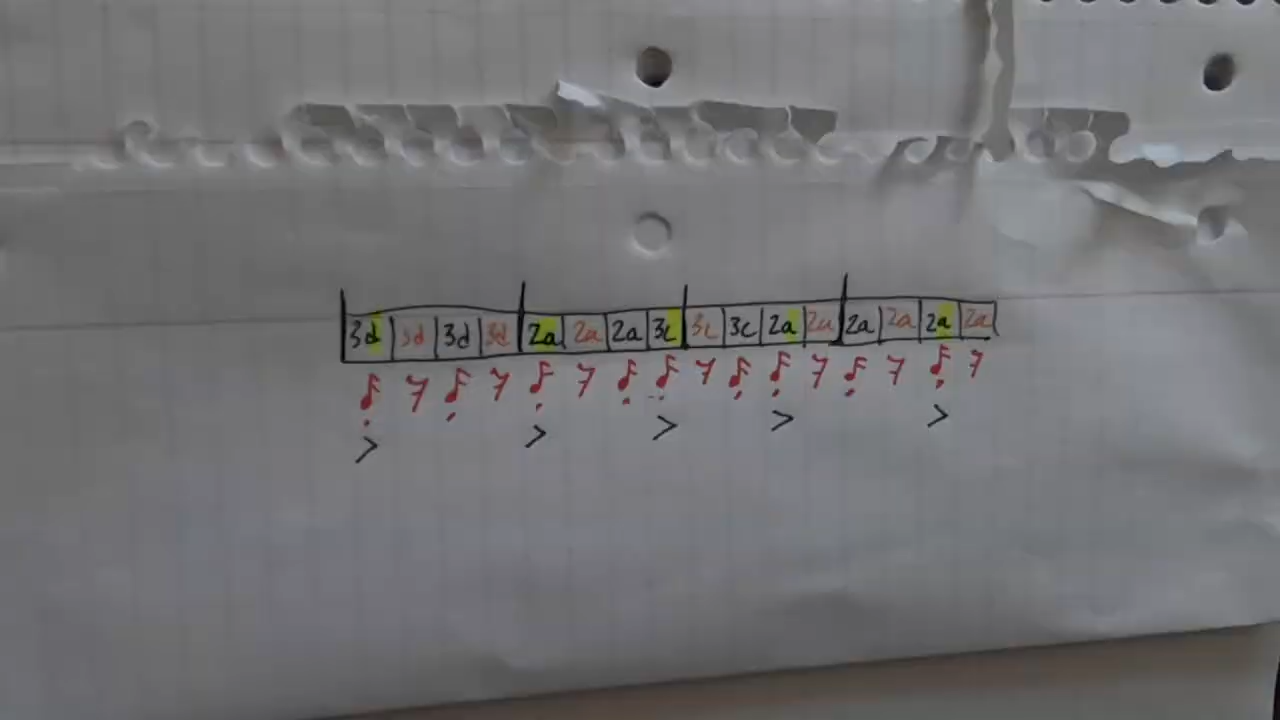 3d 3d 3d 3d 2a 2a 2a 3c 3c 3c 2a 2a 2a 2a 2a 2a
> > > > >